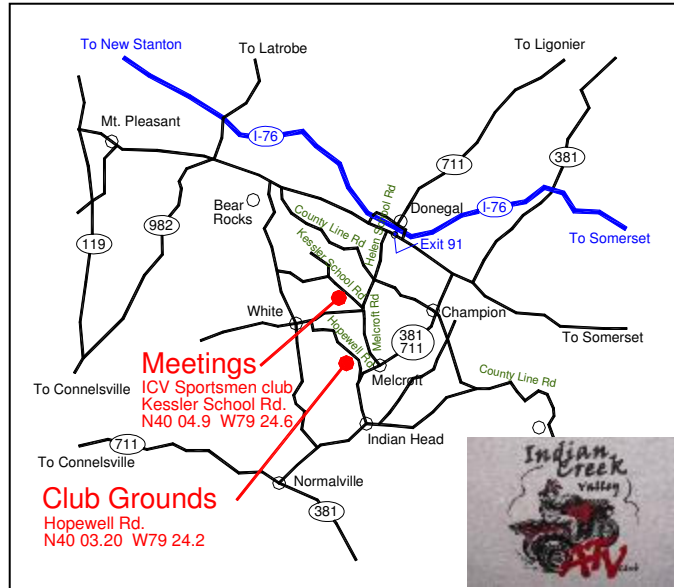 To New Stanton
To Latrobe
To Ligonier
Mt. Pleasant
I-76
711
381
Bear
Rocks
County Line Rd
Kessler School Rd
Helen School Rd
Donegal
I-76
Exit 91
To Somerset
982
119
White
Hopewell Rd
Melcroft Rd
Champion
381
711
To Somerset
Meetings
ICV Sportsmen club
Kessler School Rd.
N40 04.9 W79 24.6
Melcroft
County Line Rd
To Connelsville
Indian Head
711
To Connelsville
Normalville
Club Grounds
Hopewell Rd.
N40 03.20 W79 24.2
381
Indian
Creek
Valley
ATV
Club